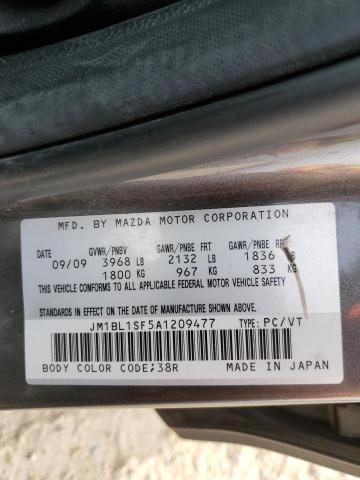 MFD. BY MAZDA MOTOR CORPORATION
DATE GVWR/PNBV GAWR/PNBE FRT GAWR/PNBE RR
09/09 3968 LB 2132 LB 1836 LB
1800 KG 967 KG 833 KG
THIS VEHICLE CONFORMS TO ALL APPLICABLE FEDERAL MOTOR VEHICLE SAFETY
STANDARDS IN EFFECT ON THE DATE OF MANUFACTURE SHOWN ABOVE.
JM1BL1SF5A1209477 TYPE: PC/VT
BODY COLOR CODE;38R MADE IN JAPAN